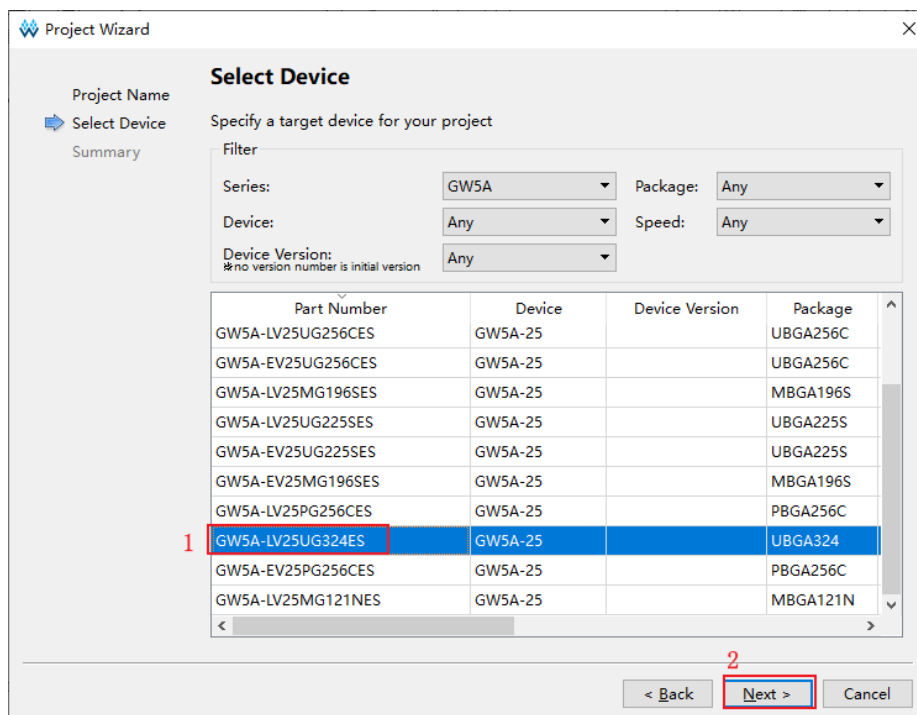 Project Wizard
Project Name
Select Device
Summary
Select Device
Specify a target device for your project
Filter
Series: GW5A Package: Any
Device: Any Speed: Any
Device Version: Any
*no version number is initial version
Part Number Device Device Version Package
GW5A-LV25UG256CES GW5A-25 UBGA256C
GW5A-EV25UG256CES GW5A-25 UBGA256C
GW5A-LV25MG196SES GW5A-25 MBGA196S
GW5A-LV25UG225SES GW5A-25 UBGA225S
GW5A-EV25UG225SES GW5A-25 UBGA225S
GW5A-EV25MG196SES GW5A-25 MBGA196S
GW5A-LV25PG256CES GW5A-25 PBGA256C
1 GW5A-LV25UG324ES GW5A-25 UBGA324
GW5A-EV25PG256CES GW5A-25 PBGA256C
GW5A-LV25MG121NES GW5A-25 MBGA121N
2
< Back Next > Cancel